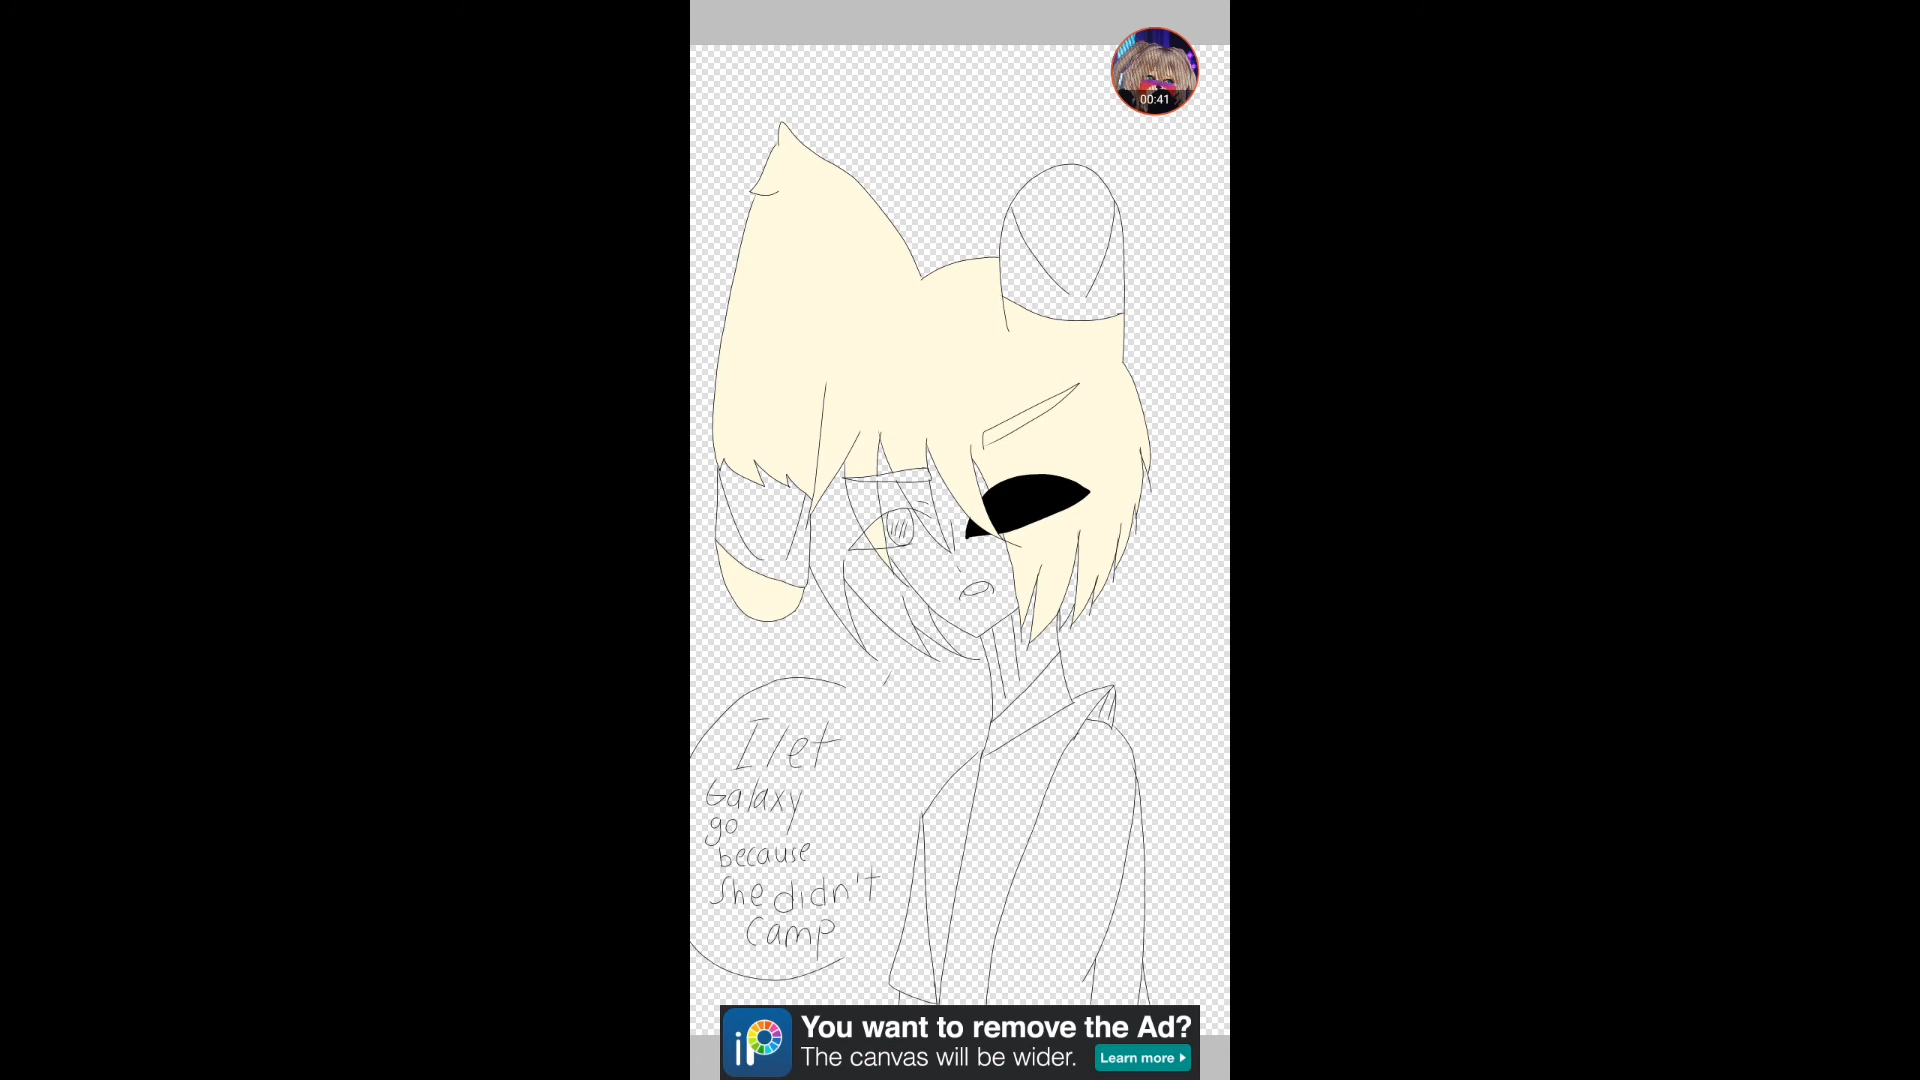 00:41
I let
Galaxy
go
because
She didn't
Camp
You want to remove the Ad?
The canvas will be wider.
Learn more
iP